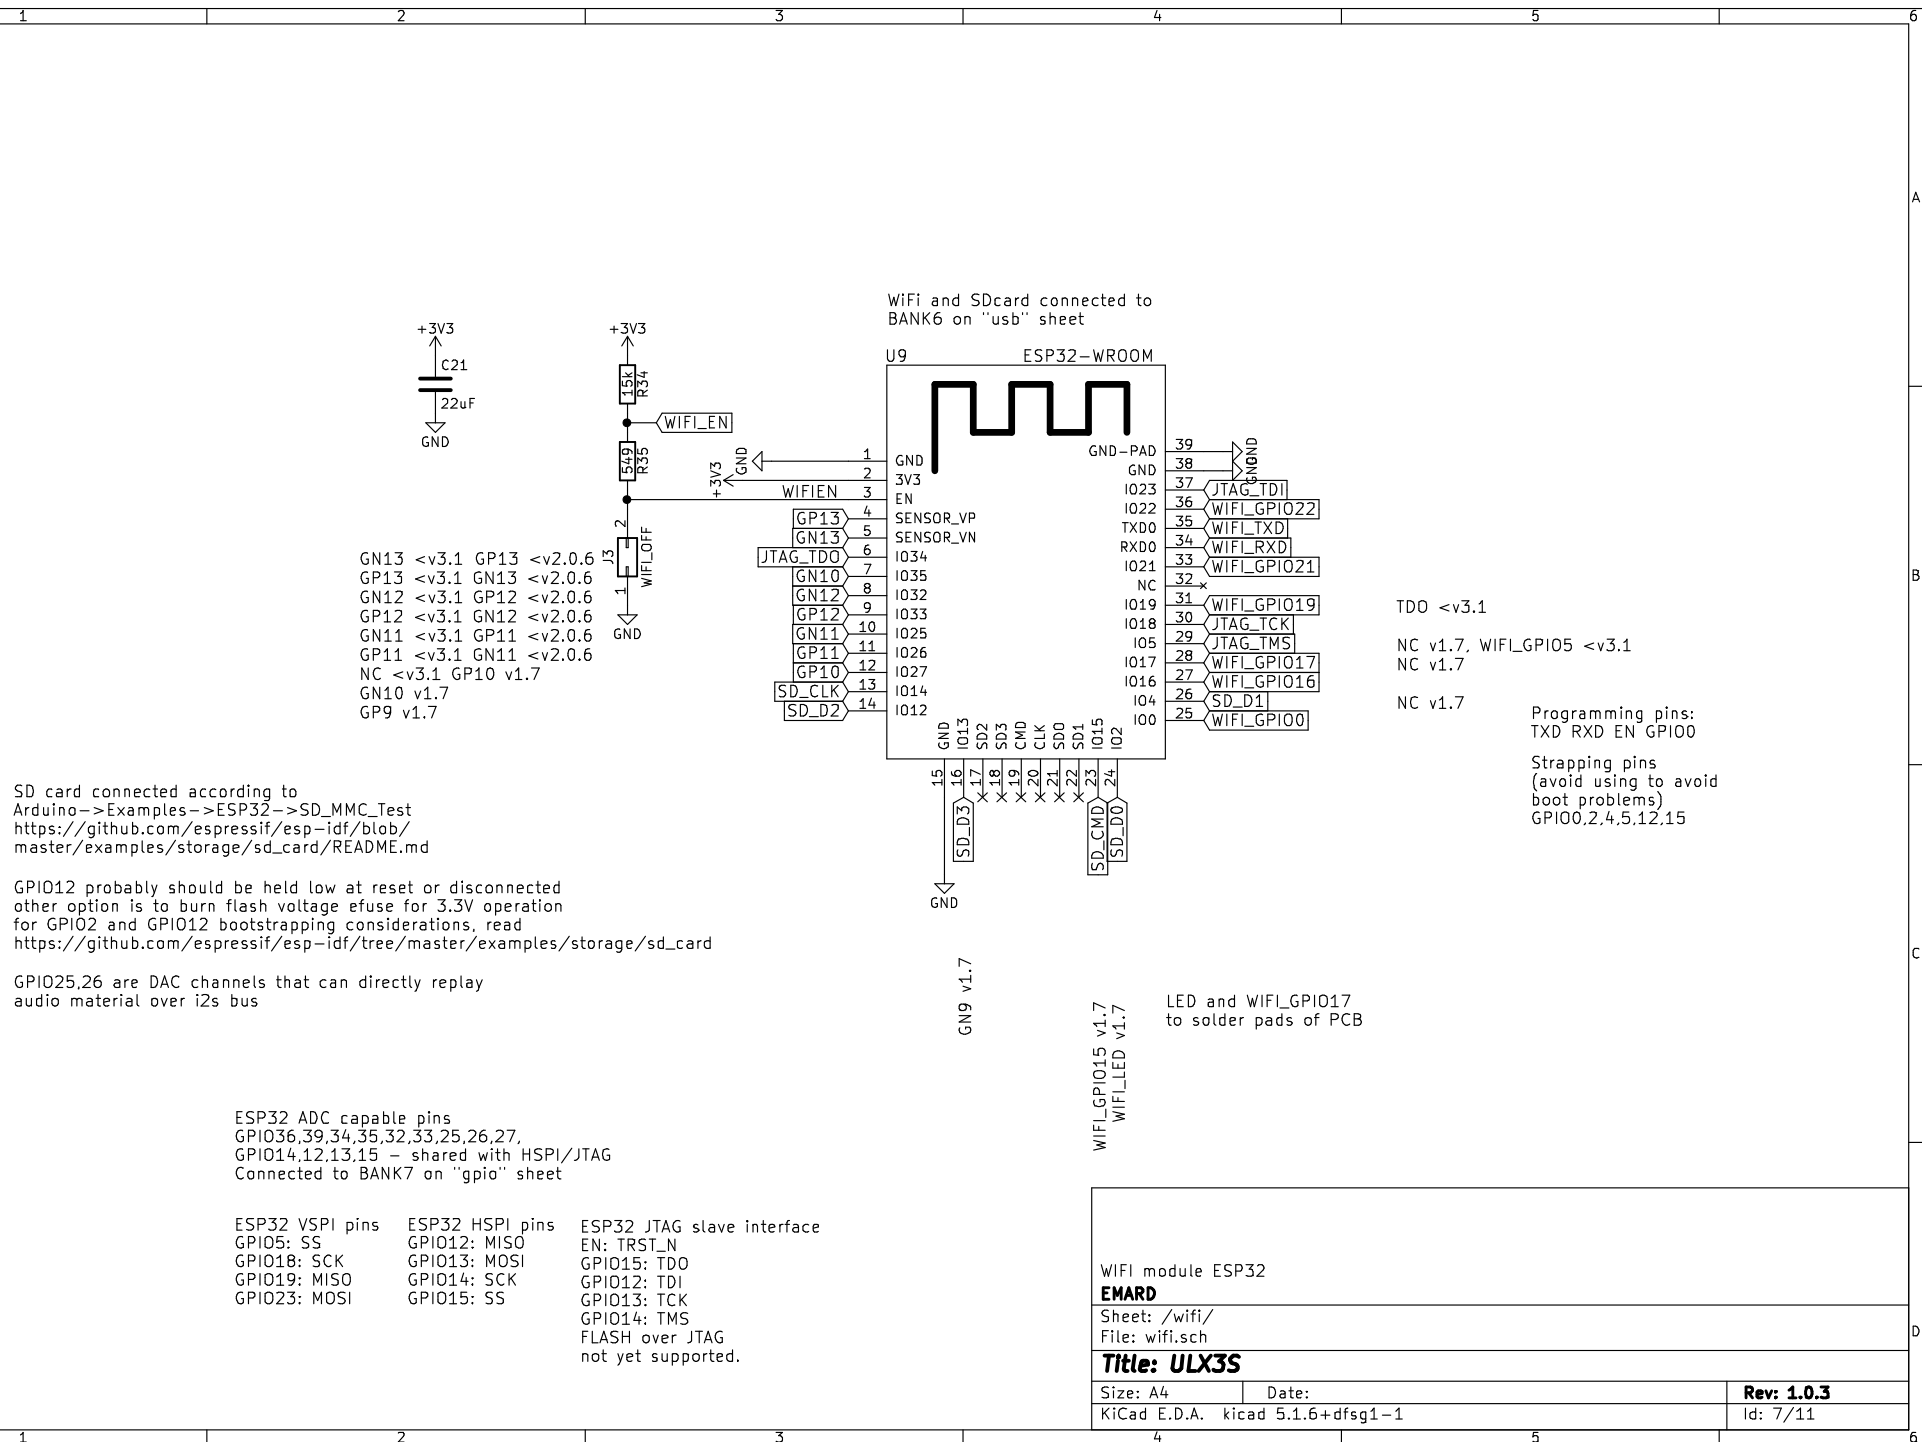 1 2 3 4 5 6
A
B
C
D
WiFi and SDcard connected to
BANK6 on "usb" sheet
+3V3
C21
22uF
GND
+3V3
15k
R34
WIFI_EN
549
R35
2
J3
WIFI_OFF
1
GND
U9 ESP32-WROOM
GND
+3V3
WIFIEN
1 GND
2 3V3
3 EN
GP13 4 SENSOR_VP
GN13 5 SENSOR_VN
JTAG_TDO 6 IO34
GN10 7 IO35
GN12 8 IO32
GP12 9 IO33
GN11 10 IO25
GP11 11 IO26
GP10 12 IO27
SD_CLK 13 IO14
SD_D2 14 IO12
GND-PAD 39 GND
GND 38 GND
IO23 37 JTAG_TDI
IO22 36 WIFI_GPIO22
TXD0 35 WIFI_TXD
RXD0 34 WIFI_RXD
IO21 33 WIFI_GPIO21
NC 32
IO19 31 WIFI_GPIO19
IO18 30 JTAG_TCK
IO5 29 JTAG_TMS
IO17 28 WIFI_GPIO17
IO16 27 WIFI_GPIO16
IO4 26 SD_D1
IO0 25 WIFI_GPIO0
GND 15
IO13 16 SD_D3
SD2 17
SD3 18
CMD 19
CLK 20
SD0 21
SD1 22
IO15 23 SD_CMD
IO2 24 SD_D0
GND
GN13 <v3.1 GP13 <v2.0.6
GP13 <v3.1 GN13 <v2.0.6
GN12 <v3.1 GP12 <v2.0.6
GP12 <v3.1 GN12 <v2.0.6
GN11 <v3.1 GP11 <v2.0.6
GP11 <v3.1 GN11 <v2.0.6
NC <v3.1 GP10 v1.7
GN10 v1.7
GP9 v1.7
TDO <v3.1
NC v1.7, WIFI_GPIO5 <v3.1
NC v1.7
NC v1.7
Programming pins:
TXD RXD EN GPIO0
Strapping pins
(avoid using to avoid
boot problems)
GPIO0,2,4,5,12,15
SD card connected according to
Arduino->Examples->ESP32->SD_MMC_Test
https://github.com/espressif/esp-idf/blob/
master/examples/storage/sd_card/README.md
GPIO12 probably should be held low at reset or disconnected
other option is to burn flash voltage efuse for 3.3V operation
for GPIO2 and GPIO12 bootstrapping considerations, read
https://github.com/espressif/esp-idf/tree/master/examples/storage/sd_card
GPIO25,26 are DAC channels that can directly replay
audio material over i2s bus
GN9 v1.7
WIFI_GPIO15 v1.7
WIFI_LED v1.7
LED and WIFI_GPIO17
to solder pads of PCB
ESP32 ADC capable pins
GPIO36,39,34,35,32,33,25,26,27,
GPIO14,12,13,15 - shared with HSPI/JTAG
Connected to BANK7 on "gpio" sheet
ESP32 VSPI pins
GPIO5: SS
GPIO18: SCK
GPIO19: MISO
GPIO23: MOSI
ESP32 HSPI pins
GPIO12: MISO
GPIO13: MOSI
GPIO14: SCK
GPIO15: SS
ESP32 JTAG slave interface
EN: TRST_N
GPIO15: TDO
GPIO12: TDI
GPIO13: TCK
GPIO14: TMS
FLASH over JTAG
not yet supported.
WIFI module ESP32
EMARD
Sheet: /wifi/
File: wifi.sch
Title: ULX3S
Size: A4 Date: Rev: 1.0.3
KiCad E.D.A. kicad 5.1.6+dfsg1-1 Id: 7/11
1 2 3 4 5 6